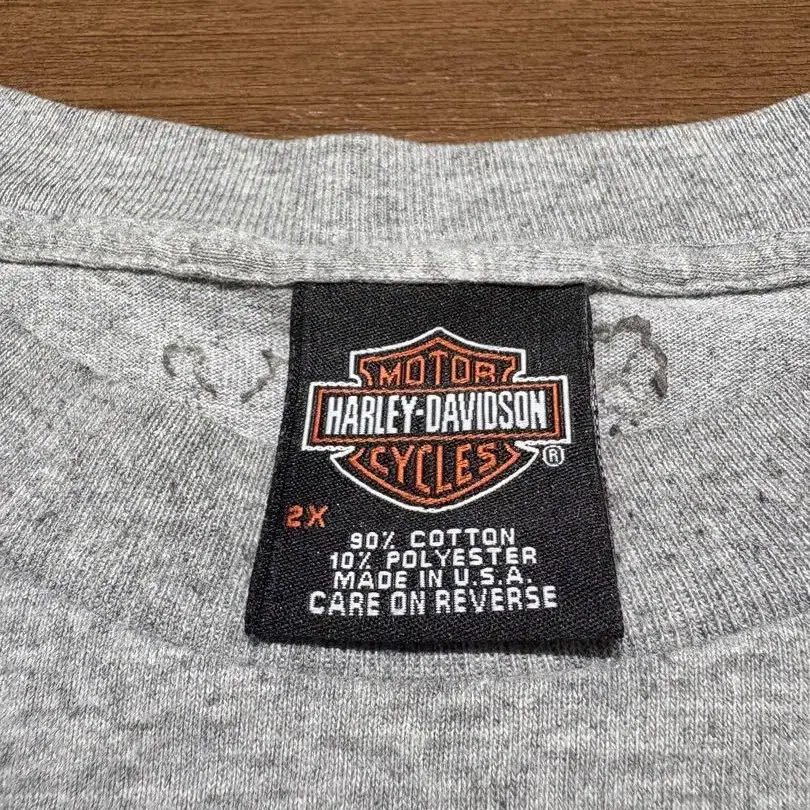 MOTOR
HARLEY-DAVIDSON
CYCLES
®
2X
90% COTTON
10% POLYESTER
MADE IN U.S.A.
CARE ON REVERSE